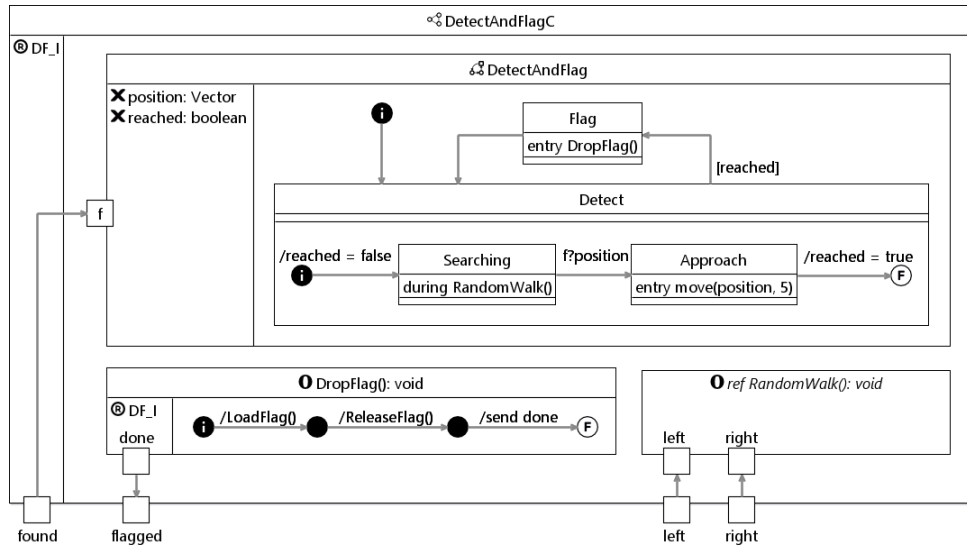 DetectAndFlagC
R DF_I
DetectAndFlag
position: Vector
reached: boolean
i
Flag
entry DropFlag()
[reached]
f
Detect
/reached = false
Searching
during RandomWalk()
f?position
Approach
entry move(position, 5)
/reached = true
i
F
O DropFlag(): void
O ref RandomWalk(): void
R DF_I
i
/LoadFlag()
/ReleaseFlag()
/send done
F
done
left
right
found
flagged
left
right